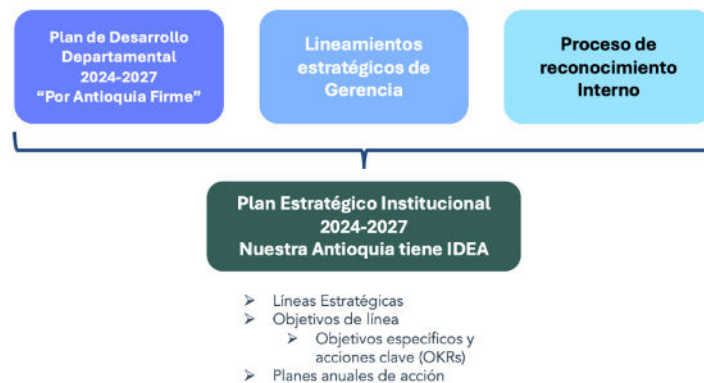 Plan de Desarrollo
Departamental
2024-2027
“Por Antioquia Firme”
Lineamientos
estratégicos de
Gerencia
Proceso de
reconocimiento
Interno
Plan Estratégico Institucional
2024-2027
Nuestra Antioquia tiene IDEA
Líneas Estratégicas
Objetivos de línea
Objetivos específicos y
acciones clave (OKRs)
Planes anuales de acción